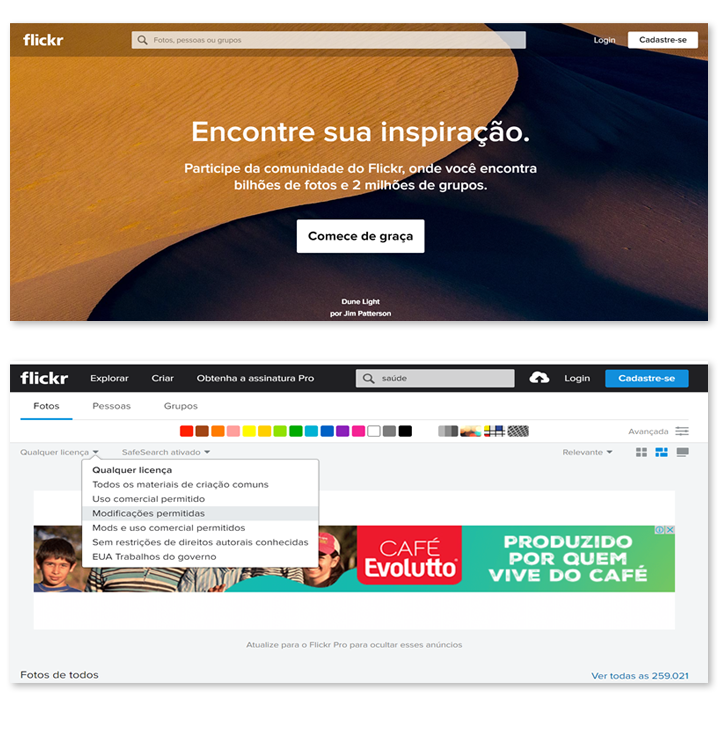 flickr
Fotos, pessoas ou grupos
Login
Cadastre-se
Encontre sua inspiração.
Participe da comunidade do Flickr, onde você encontra
bilhões de fotos e 2 milhões de grupos.
Comece de graça
Dune Light
por Jim Patterson
flickr
Explorar
Criar
Obtenha a assinatura Pro
saúde
Login
Cadastre-se
Fotos
Pessoas
Grupos
Avançada
Qualquer licença
SafeSearch ativado
Relevante
Qualquer licença
Todos os materiais de criação comuns
Uso comercial permitido
Modificações permitidas
Mods e uso comercial permitidos
Sem restrições de direitos autorais conhecidas
EUA Trabalhos do governo
CAFÉ
Evolutto
PRODUZIDO
POR QUEM
VIVE DO CAFÉ
Atualize para o Flickr Pro para ocultar esses anúncios
Fotos de todos
Ver todas as 259.021